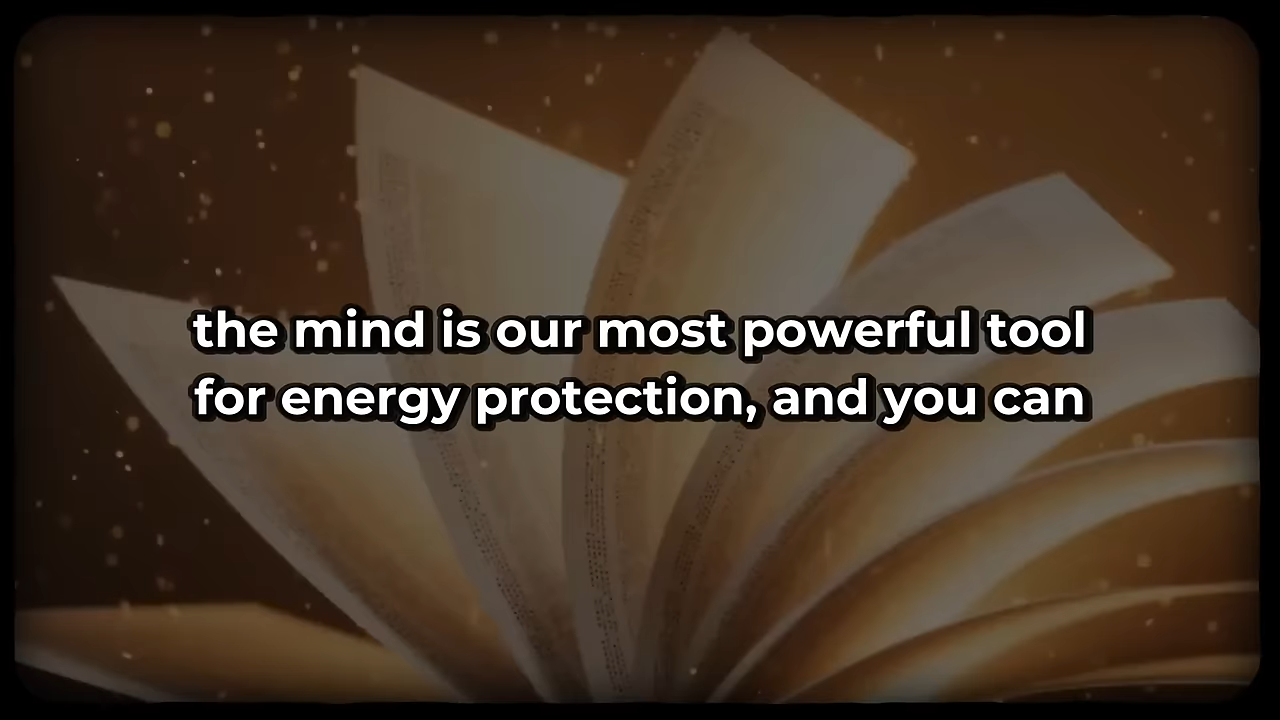 the mind is our most powerful tool
for energy protection, and you can